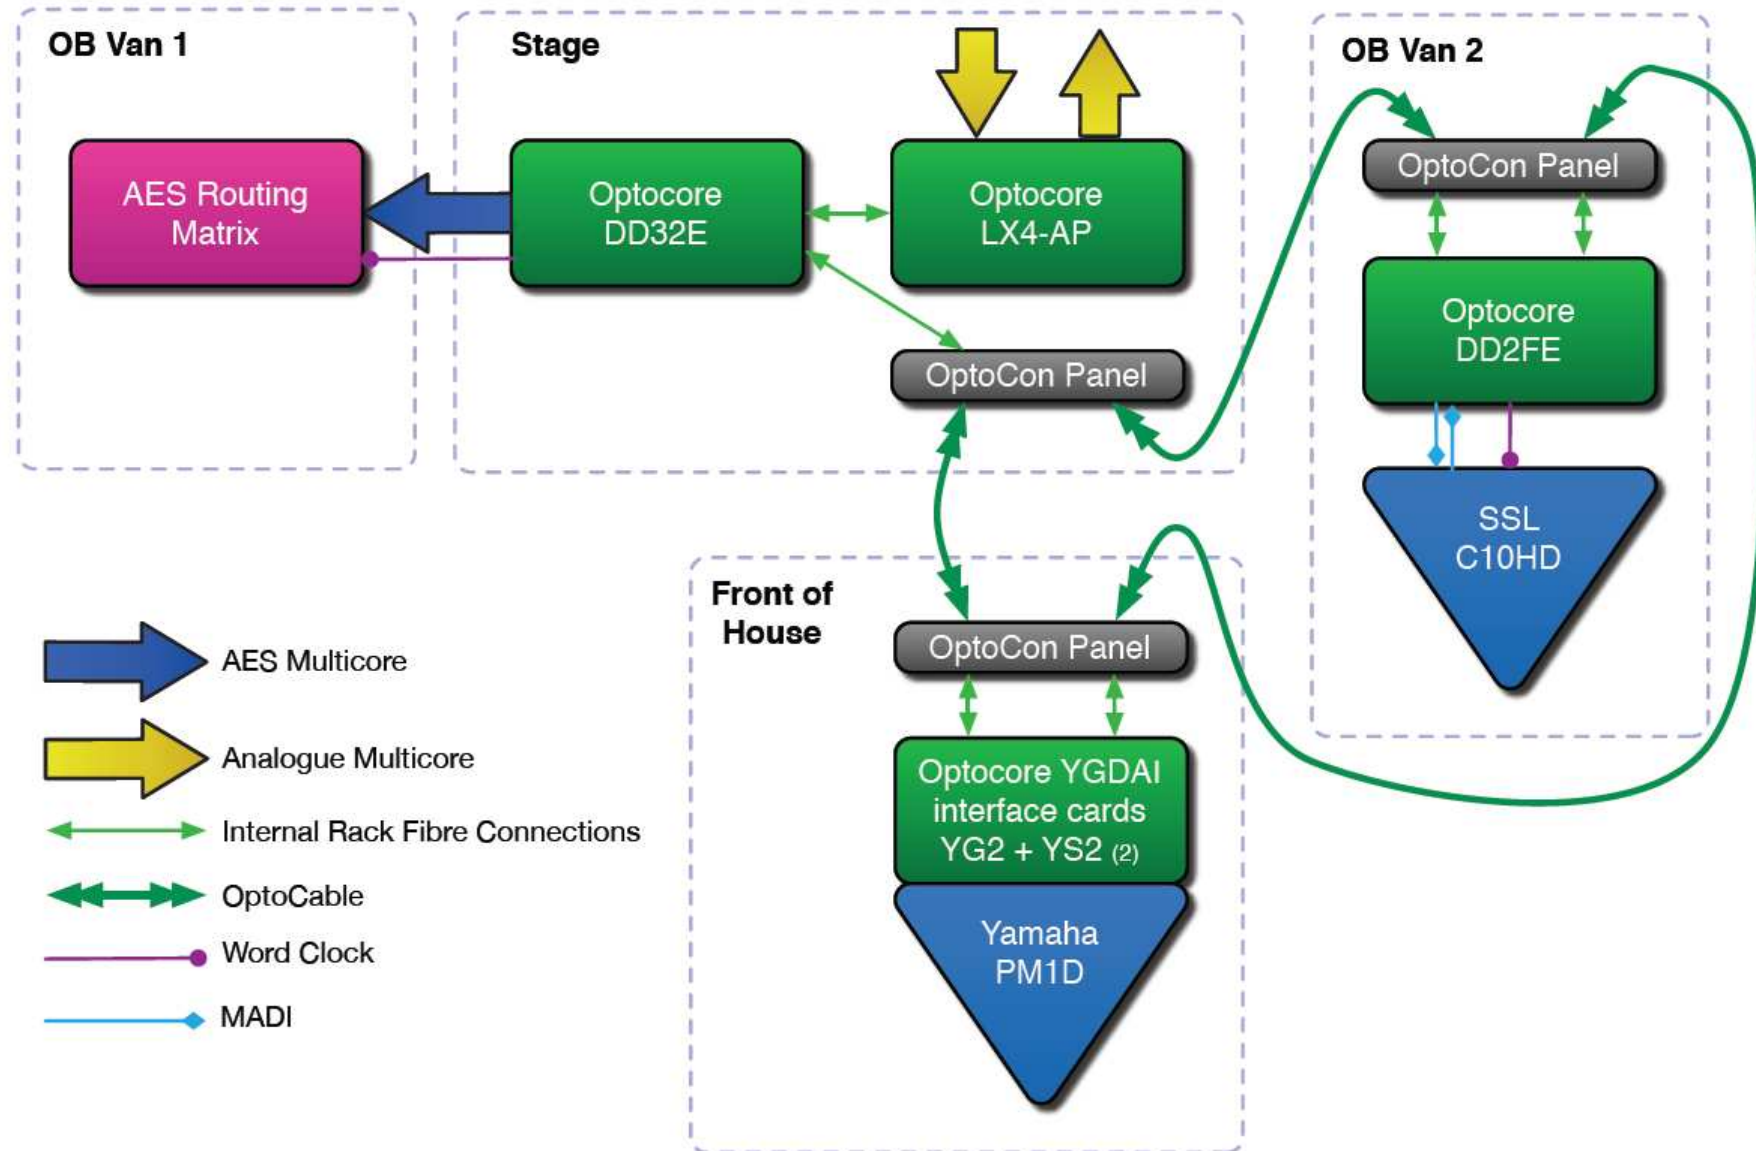 OB Van 1
Stage
OB Van 2
AES Routing
Matrix
Optocore
DD32E
Optocore
LX4-AP
OptoCon Panel
OptoCon Panel
Optocore
DD2FE
SSL
C10HD
Front of
House
OptoCon Panel
Optocore YGDAI
interface cards
YG2 + YS2 (2)
Yamaha
PM1D
AES Multicore
Analogue Multicore
Internal Rack Fibre Connections
OptoCable
Word Clock
MADI